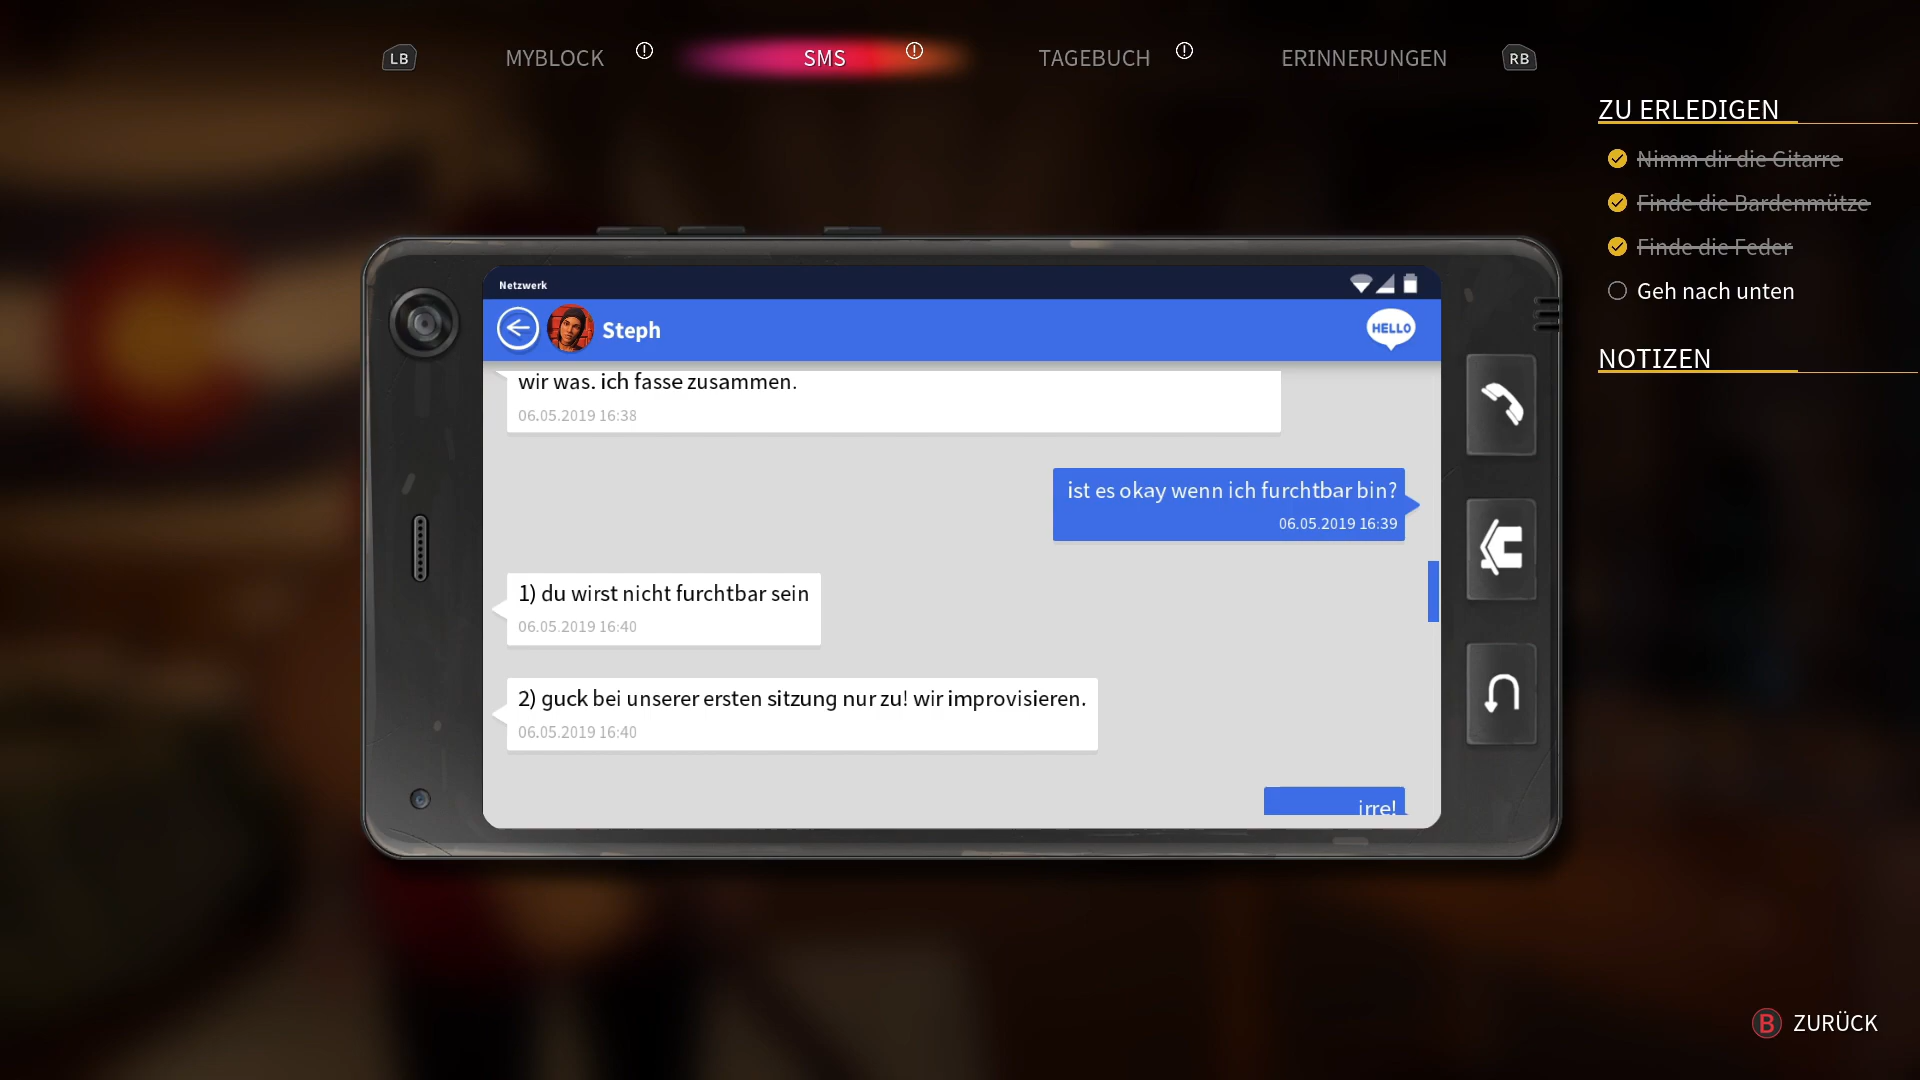 LB
MYBLOCK
SMS
TAGEBUCH
ERINNERUNGEN
RB
ZU ERLEDIGEN
Nimm dir die Gitarre
Finde die Bardenmütze
Finde die Feder
Geh nach unten
NOTIZEN
Netzwerk
Steph
HELLO
wir was. ich fasse zusammen.
06.05.2019 16:38
ist es okay wenn ich furchtbar bin?
06.05.2019 16:39
1) du wirst nicht furchtbar sein
06.05.2019 16:40
2) guck bei unserer ersten sitzung nur zu! wir improvisieren.
06.05.2019 16:40
irre!
B ZURÜCK